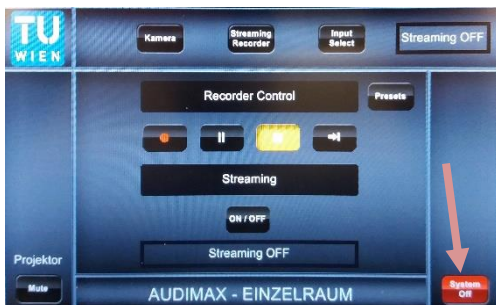 TU
WIEN
Kamera
Streaming
Recorder
Input
Select
Streaming OFF
Recorder Control
Presets
Streaming
ON / OFF
Streaming OFF
Projektor
Mute
AUDIMAX - EINZELRAUM
System
Off